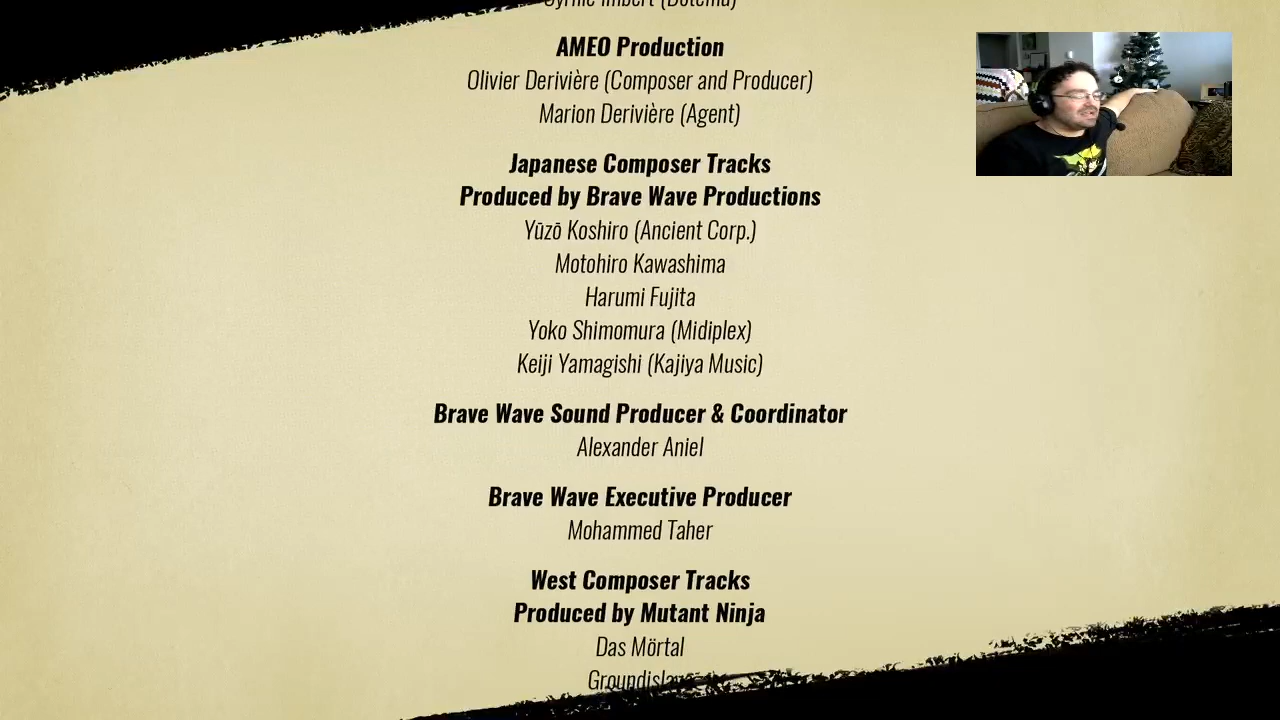 AMEO Production
Olivier Derivière (Composer and Producer)
Marion Derivière (Agent)
Japanese Composer Tracks
Produced by Brave Wave Productions
Yūzō Koshiro (Ancient Corp.)
Motohiro Kawashima
Harumi Fujita
Yoko Shimomura (Midiplex)
Keiji Yamagishi (Kajiya Music)
Brave Wave Sound Producer & Coordinator
Alexander Aniel
Brave Wave Executive Producer
Mohammed Taher
West Composer Tracks
Produced by Mutant Ninja
Das Mörtal